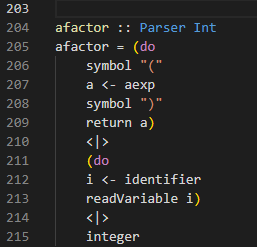 203
204 afactor :: Parser Int
205 afactor = (do
206     symbol "("
207     a <- aexp
208     symbol ")"
209     return a)
210     <|>
211     (do
212     i <- identifier
213     readVariable i)
214     <|>
215     integer